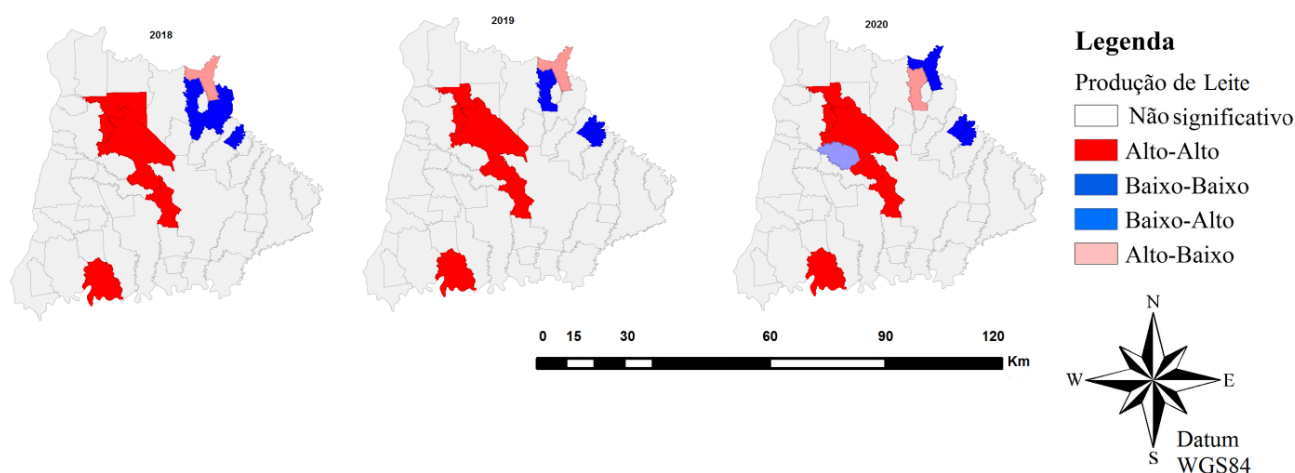 2018
2019
2020
Legenda
Produção de Leite
Não significativo
Alto-Alto
Baixo-Baixo
Baixo-Alto
Alto-Baixo
0 15 30 60 90 120
Km
N
W E
S
Datum
WGS84